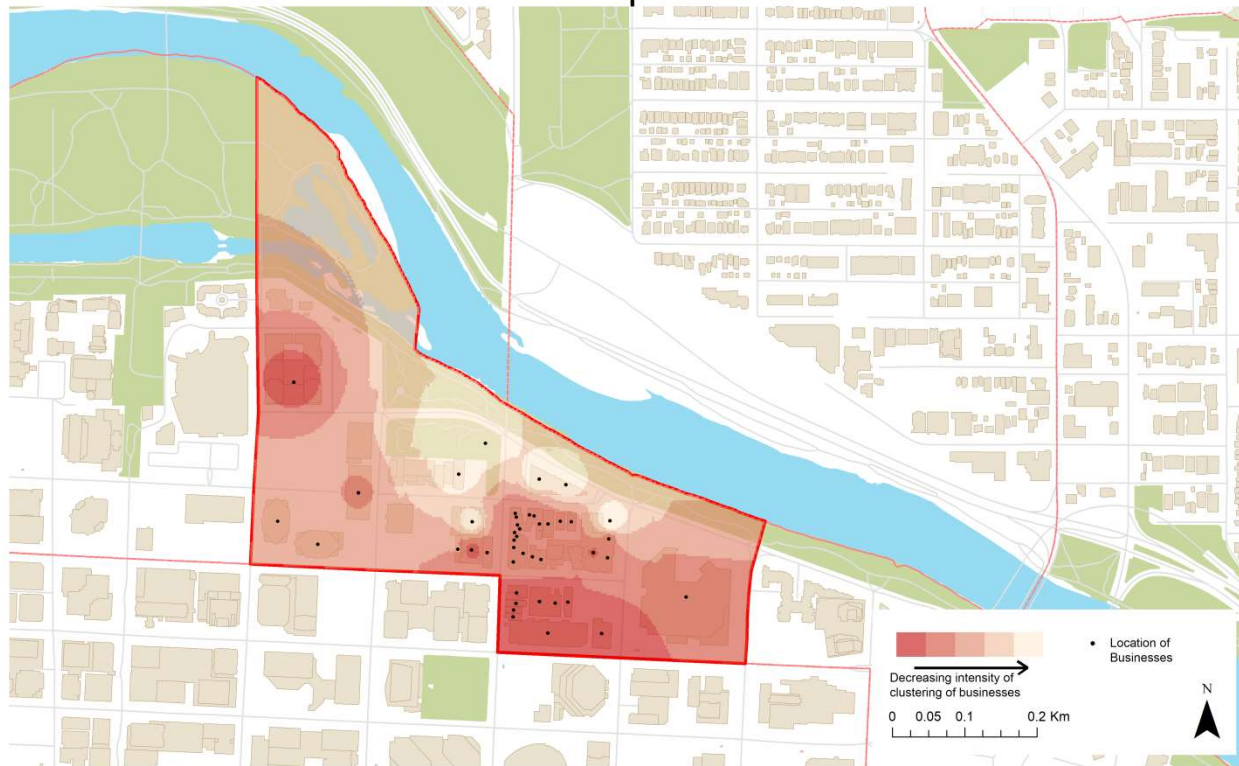 Location of
Businesses
Decreasing intensity of
clustering of businesses
N
0 0.05 0.1 0.2 Km